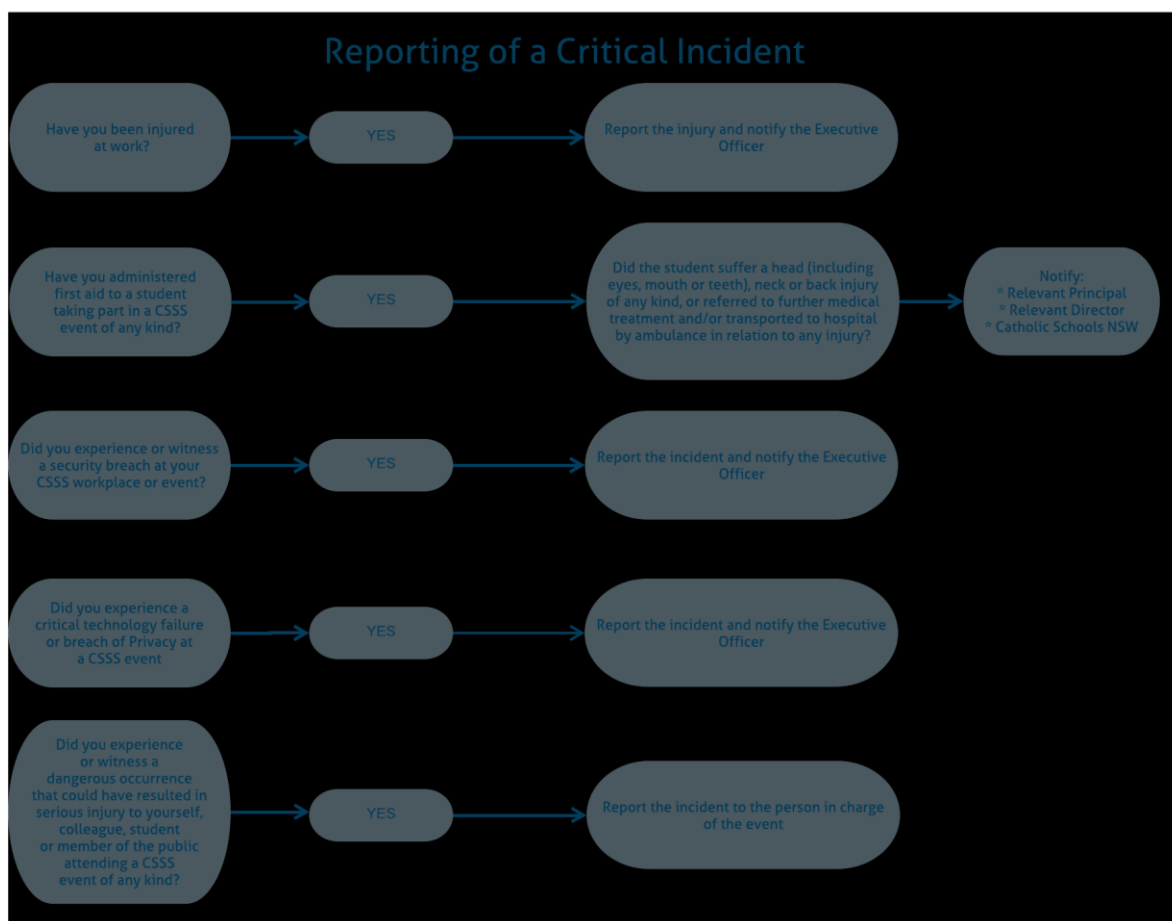 Reporting of a Critical Incident
Have you been injured
at work?
YES
Report the injury and notify the Executive
Officer
Have you administered
first aid to a student
taking part in a CSSS
event of any kind?
YES
Did the student suffer a head (including
eyes, mouth or teeth), neck or back injury
of any kind, or referred to further medical
treatment and/or transported to hospital
by ambulance in relation to any injury?
Notify:
* Relevant Principal
* Relevant Director
* Catholic Schools NSW
Did you experience or witness
a security breach at your
CSSS workplace or event?
YES
Report the incident and notify the Executive
Officer
Did you experience a
critical technology failure
or breach of Privacy at
a CSSS event
YES
Report the incident and notify the Executive
Officer
Did you experience
or witness a
dangerous occurrence
that could have resulted in
serious injury to yourself,
colleague, student
or member of the public
attending a CSSS
event of any kind?
YES
Report the incident to the person in charge
of the event